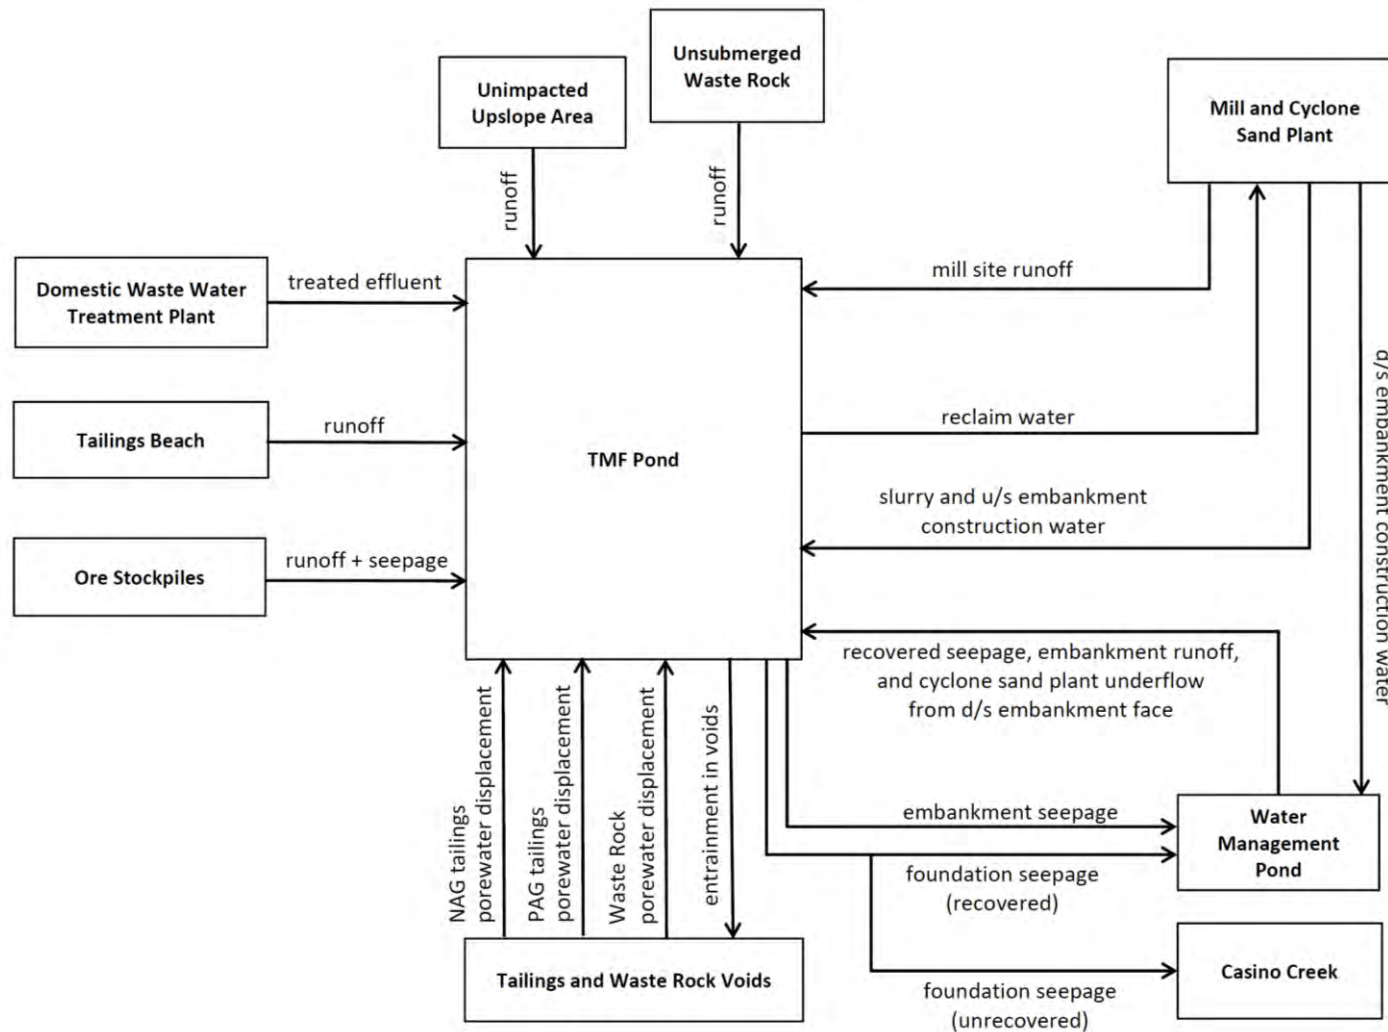 Unimpacted
Upslope Area
Unsubmerged
Waste Rock
Mill and Cyclone
Sand Plant
runoff
runoff
Domestic Waste Water
Treatment Plant
treated effluent
mill site runoff
Tailings Beach
runoff
TMF Pond
reclaim water
d/s embankment construction water
slurry and u/s embankment
construction water
Ore Stockpiles
runoff + seepage
recovered seepage, embankment runoff,
and cyclone sand plant underflow
from d/s embankment face
NAG tailings
porewater displacement
PAG tailings
porewater displacement
Waste Rock
porewater displacement
entrainment in voids
embankment seepage
Water
Management
Pond
foundation seepage
(recovered)
Tailings and Waste Rock Voids
Casino Creek
foundation seepage
(unrecovered)